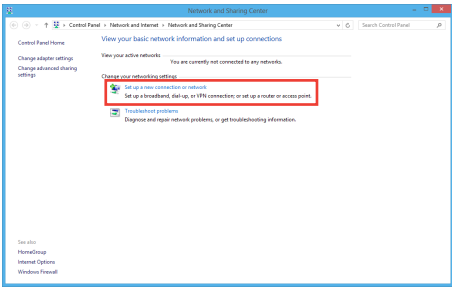 Network and Sharing Center
Control Panel ▸ Network and Internet ▸ Network and Sharing Center
Search Control Panel
Control Panel Home
Change adapter settings
Change advanced sharing
settings
View your basic network information and set up connections
View your active networks
You are currently not connected to any networks.
Change your networking settings
Set up a new connection or network
Set up a broadband, dial-up, or VPN connection; or set up a router or access point.
Troubleshoot problems
Diagnose and repair network problems, or get troubleshooting information.
See also
HomeGroup
Internet Options
Windows Firewall